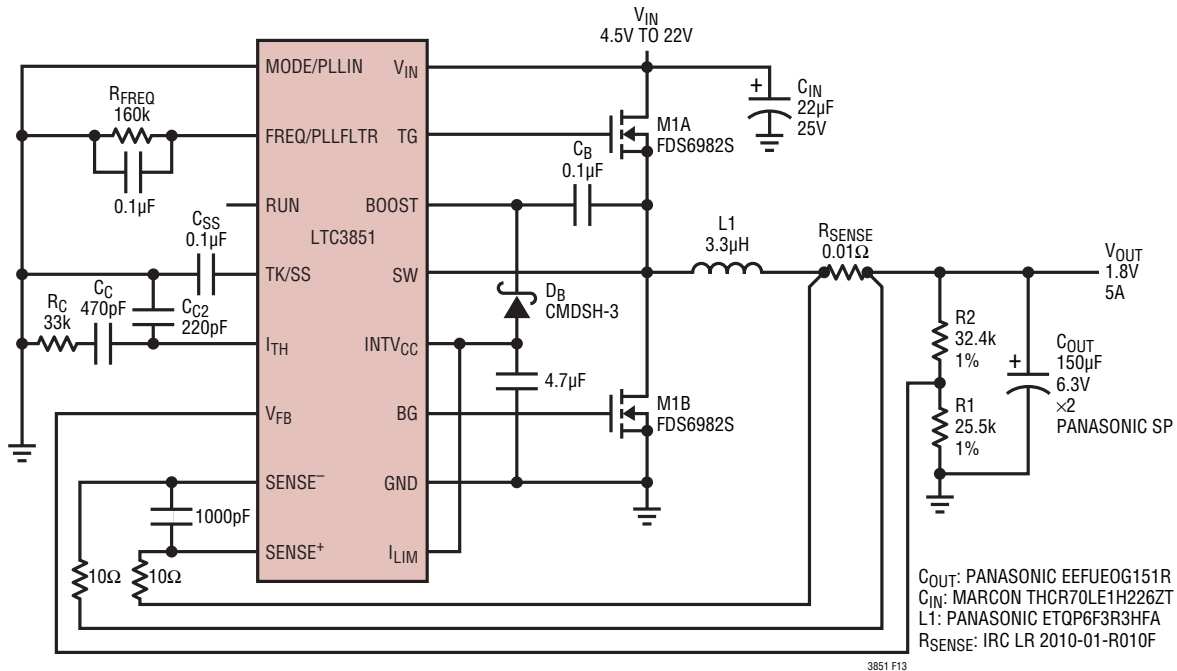 VIN
4.5V TO 22V
MODE/PLLIN
VIN
CIN
22µF
25V
+
RFREQ
160k
FREQ/PLLFLTR
TG
M1A
FDS6982S
0.1µF
CB
0.1µF
RUN
BOOST
LTC3851
CSS
0.1µF
TK/SS
SW
L1
3.3µH
RSENSE
0.01Ω
VOUT
1.8V
5A
RC
33k
CC
470pF
CC2
220pF
DB
CMDSH-3
ITH
INTVCC
4.7µF
R2
32.4k
1%
+
COUT
150µF
6.3V
×2
PANASONIC SP
VFB
BG
M1B
FDS6982S
R1
25.5k
1%
SENSE–
GND
1000pF
SENSE+
ILIM
10Ω
10Ω
COUT: PANASONIC EEFUEOG151R
CIN: MARCON THCR70LE1H226ZT
L1: PANASONIC ETQP6F3R3HFA
RSENSE: IRC LR 2010-01-R010F
3851 F13